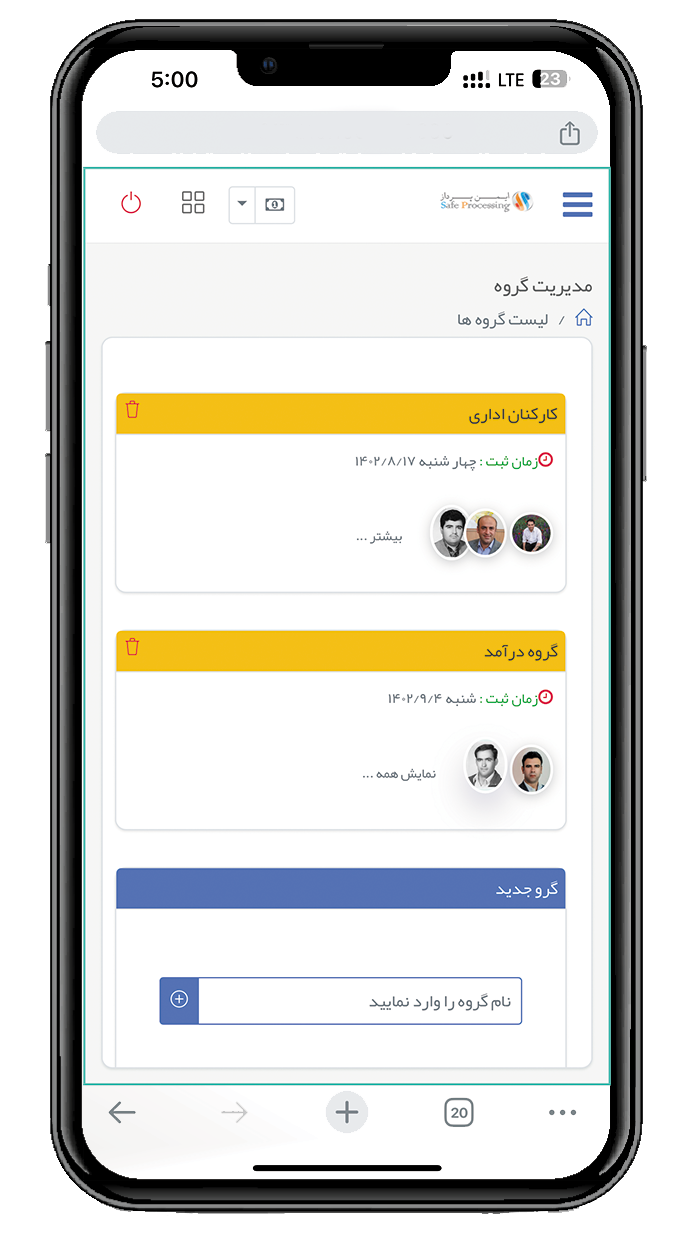 5:00 LTE 23
ایمن پرداز
Safe Processing
مدیریت گروه
/ لیست گروه ها
کارکنان اداری
زمان ثبت : چهار شنبه ۱۴۰۲/۸/۱۷
بیشتر ...
گروه درآمد
زمان ثبت : شنبه ۱۴۰۲/۹/۴
نمایش همه ...
گرو جدید
نام گروه را وارد نمایید
20